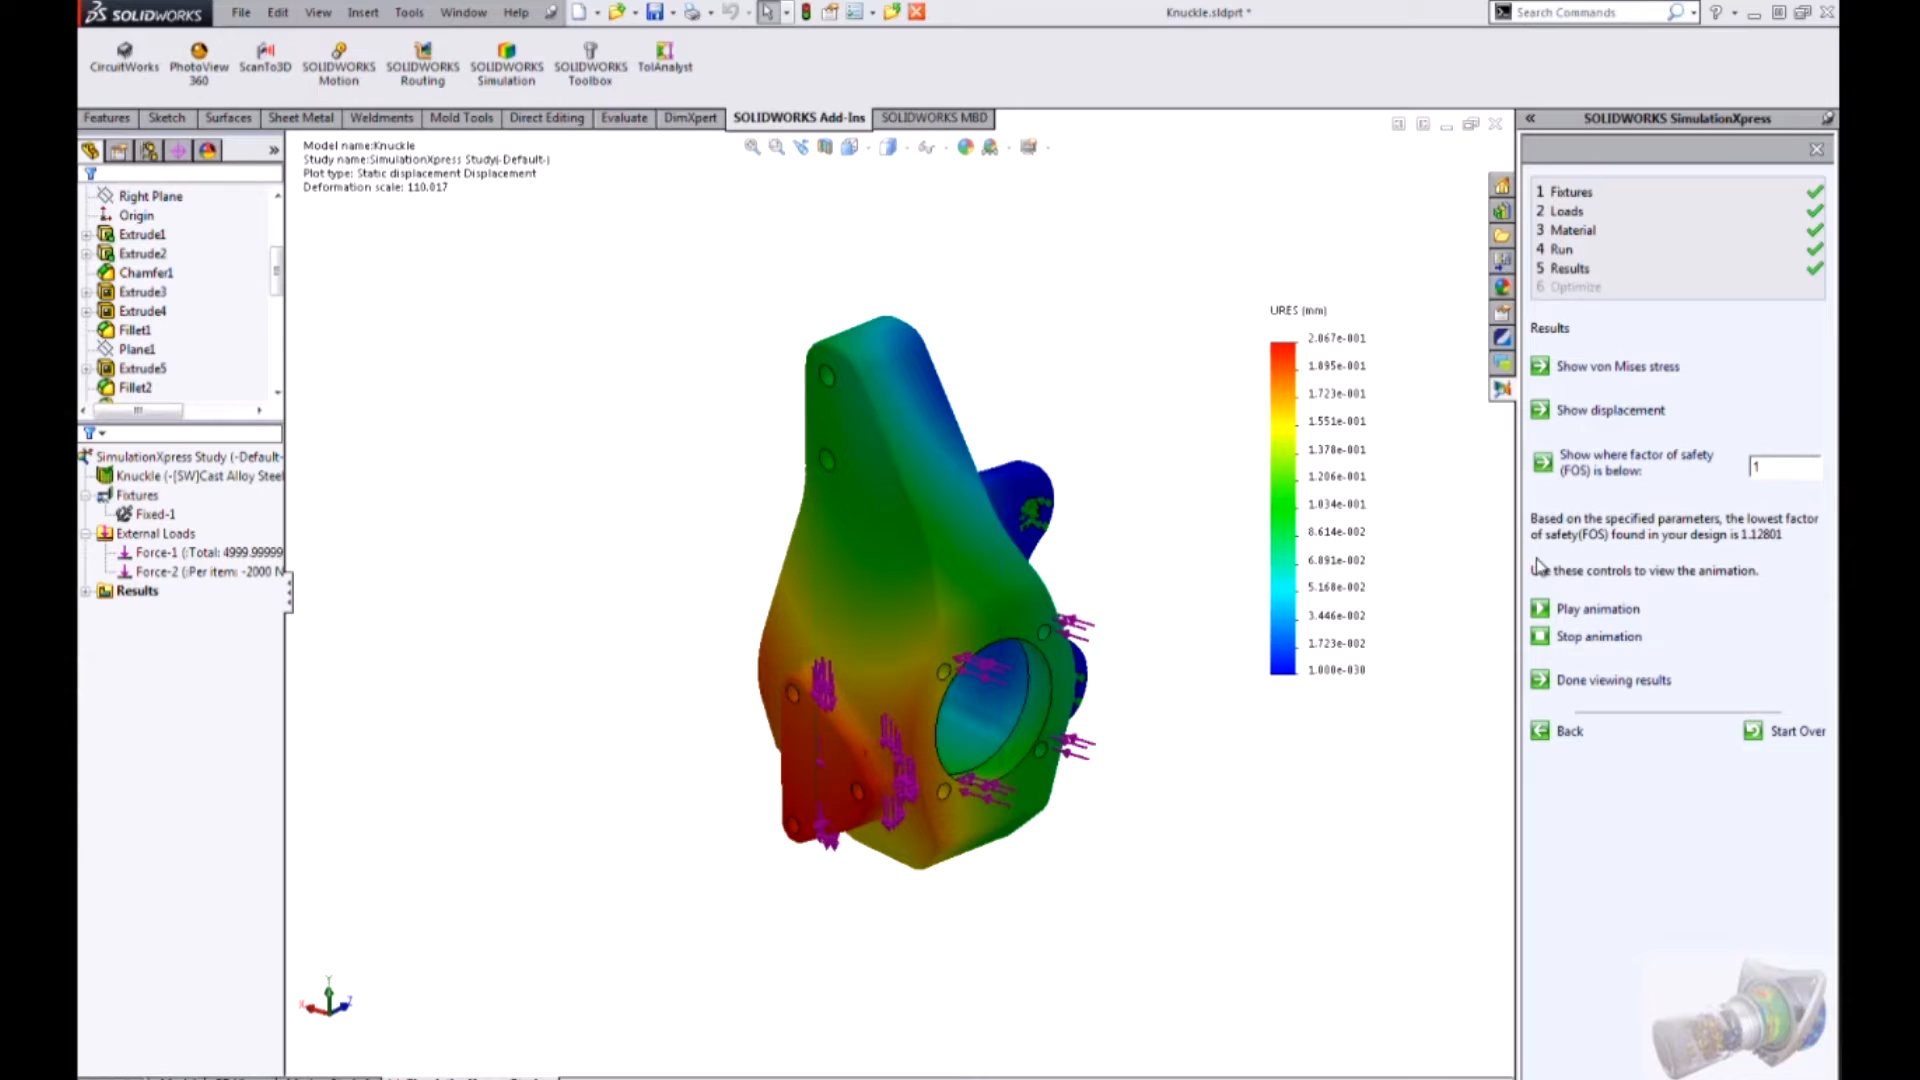 SOLIDWORKS File Edit View Insert Tools Window Help Knuckle.sldprt * Search Commands
CircuitWorks
PhotoView
360
ScanTo3D
SOLIDWORKS
Motion
SOLIDWORKS
Routing
SOLIDWORKS
Simulation
SOLIDWORKS
Toolbox
TolAnalyst
Features Sketch Surfaces Sheet Metal Weldments Mold Tools Direct Editing Evaluate DimXpert SOLIDWORKS Add-Ins SOLIDWORKS MBD
Right Plane
Origin
Extrude1
Extrude2
Chamfer1
Extrude3
Extrude4
Fillet1
Plane1
Extrude5
Fillet2
SimulationXpress Study (-Default-
Knuckle (-[SW]Cast Alloy Steel
Fixtures
Fixed-1
External Loads
Force-1 (:Total: 4999.99999
Force-2 (:Per item: -2000 N
Results
Model name:Knuckle
Study name:SimulationXpress Study(-Default-)
Plot type: Static displacement Displacement
Deformation scale: 110.017
URES (mm)
2.067e-001
1.895e-001
1.723e-001
1.551e-001
1.378e-001
1.206e-001
1.034e-001
8.614e-002
6.891e-002
5.168e-002
3.446e-002
1.723e-002
1.000e-030
Y
X
Z
SOLIDWORKS SimulationXpress
1 Fixtures
2 Loads
3 Material
4 Run
5 Results
6 Optimize
Results
Show von Mises stress
Show displacement
Show where factor of safety
(FOS) is below:
1
Based on the specified parameters, the lowest factor
of safety(FOS) found in your design is 1.12801
Use these controls to view the animation.
Play animation
Stop animation
Done viewing results
Back Start Over